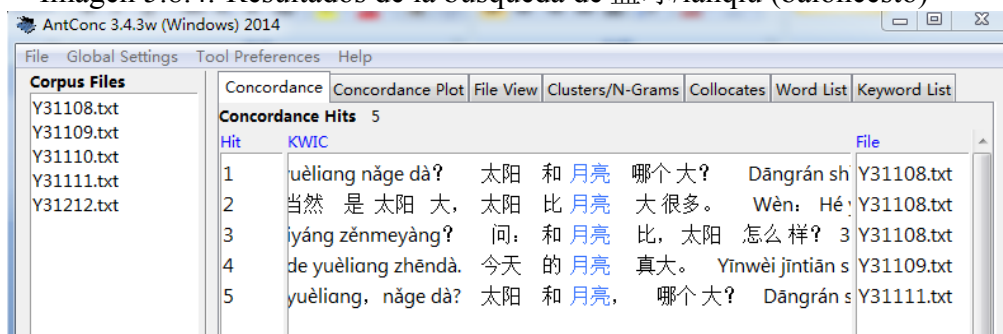 AntConc 3.4.3w (Windows) 2014
File Global Settings Tool Preferences Help
Corpus Files
Y31108.txt
Y31109.txt
Y31110.txt
Y31111.txt
Y31212.txt
Concordance Concordance Plot File View Clusters/N-Grams Collocates Word List Keyword List
Concordance Hits 5
Hit KWIC File
1 uèliang nǎge dà? 太阳 和 月亮 哪个 大? Dāngrán sh Y31108.txt
2 当然 是 太阳 大, 太阳 比 月亮 大 很多。 Wèn: Hé Y31108.txt
3 iyáng zěnmeyàng? 问: 和 月亮 比, 太阳 怎么 样? 3 Y31108.txt
4 de yuèliang zhēndà. 今天 的 月亮 真大。 Yīnwèi jīntiān s Y31109.txt
5 yuèliang, nǎge dà? 太阳 和 月亮, 哪个 大? Dāngrán s Y31111.txt